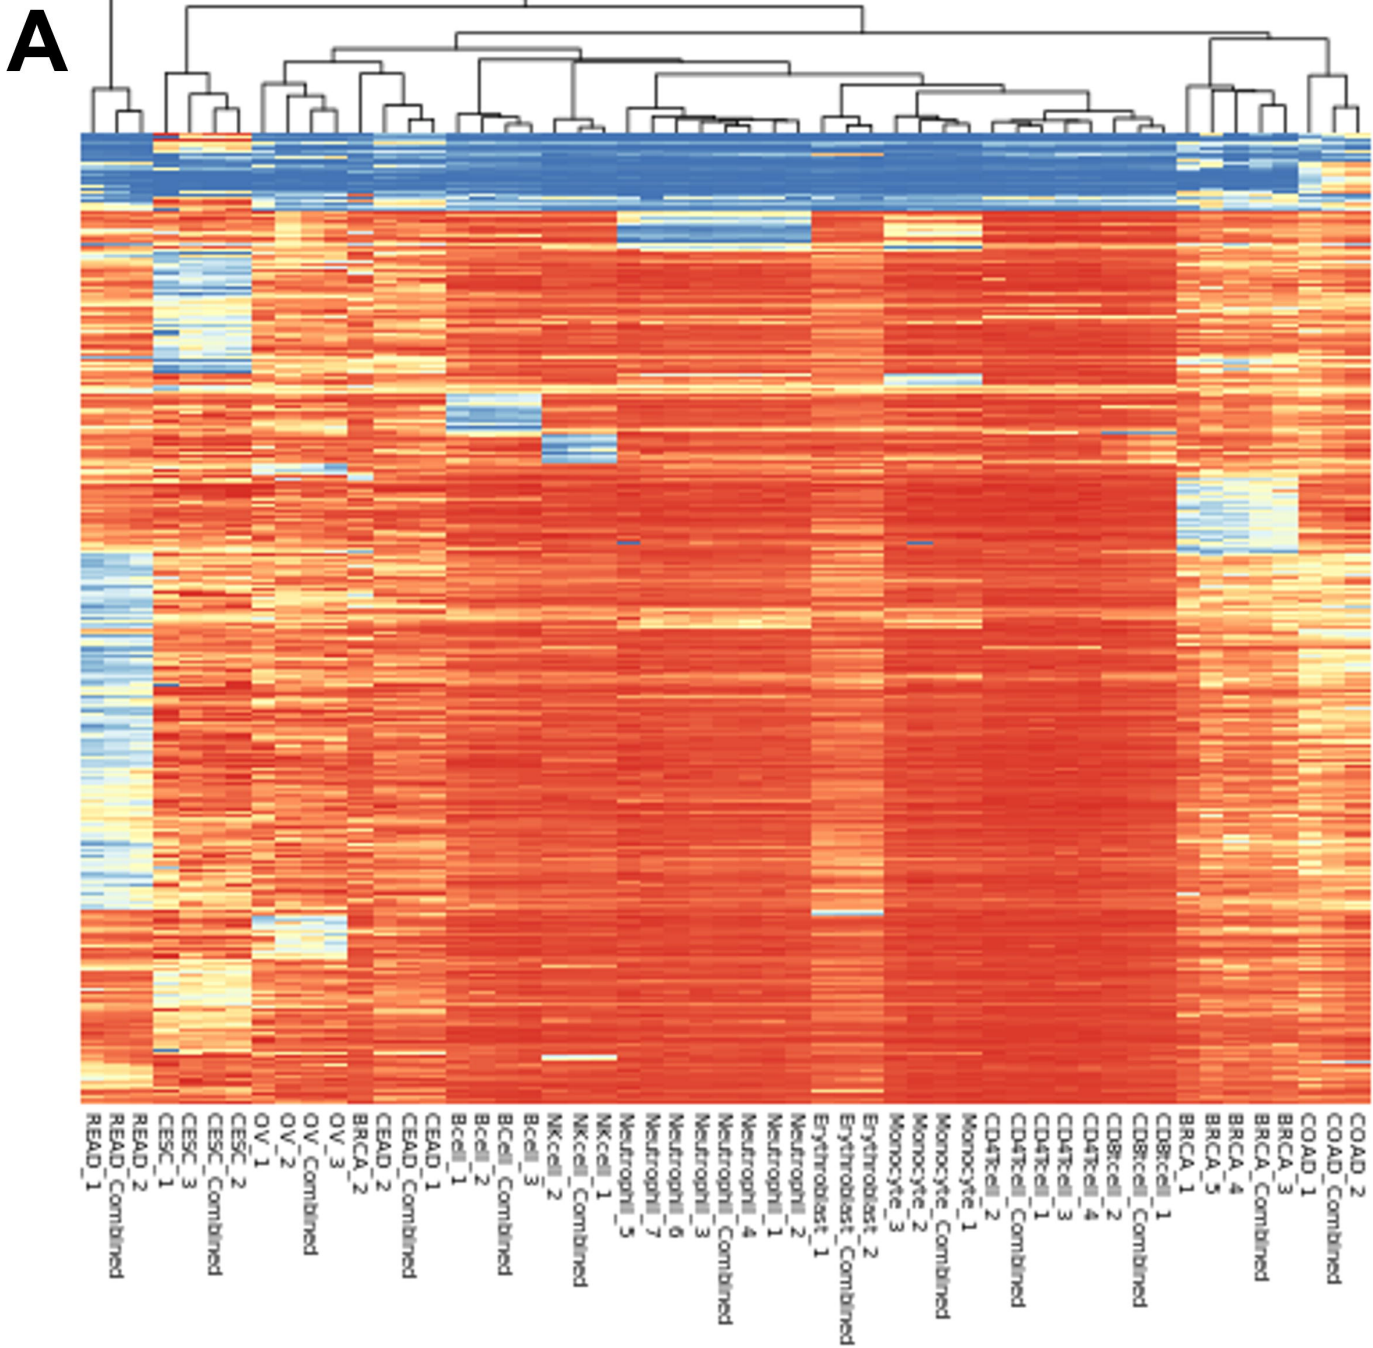 A
READ_1
READ_Combined
READ_2
CESC_1
CESC_3
CESC_Combined
CESC_2
OV_1
OV_2
OV_Combined
OV_3
BRCA_2
CEAD_2
CEAD_Combined
CEAD_1
Bcell_1
Bcell_2
BCell_Combined
Bcell_3
NKcell_2
NKcell_Combined
NKcell_1
Neutrophil_5
Neutrophil_7
Neutrophil_6
Neutrophil_3
Neutrophil_Combined
Neutrophil_4
Neutrophil_1
Neutrophil_2
Erythroblast_1
Erythroblast_Combined
Erythroblast_2
Monocyte_3
Monocyte_2
Monocyte_Combined
Monocyte_1
CD4Tcell_2
CD4Tcell_Combined
CD4Tcell_1
CD4Tcell_3
CD4Tcell_4
CD8tcell_2
CD8tcell_Combined
CD8tcell_1
BRCA_1
BRCA_5
BRCA_4
BRCA_Combined
BRCA_3
COAD_1
COAD_Combined
COAD_2